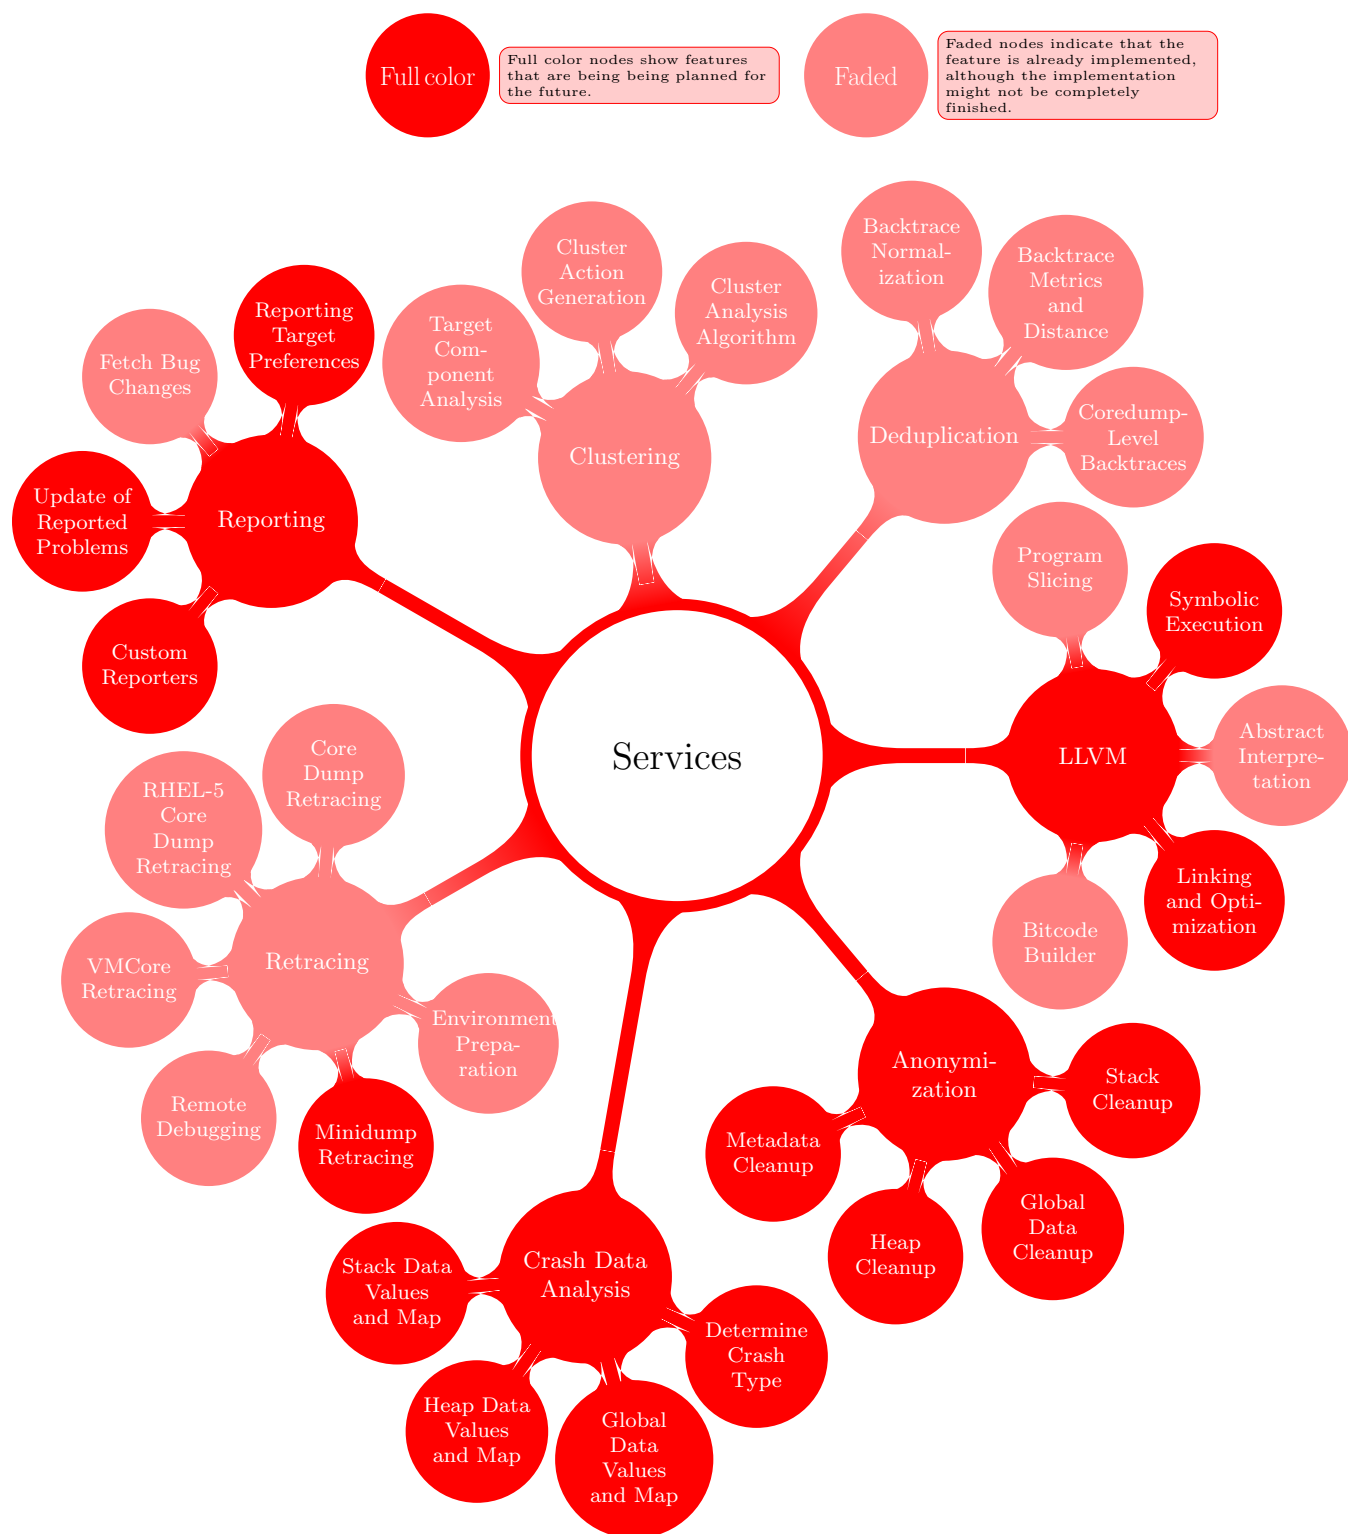 Full color
Full color nodes show features
that are being being planned for
the future.
Faded
Faded nodes indicate that the
feature is already implemented,
although the implementation
might not be completely
finished.
Backtrace
Normal-
ization
Backtrace
Metrics
and
Distance
Coredump-
Level
Backtraces
Deduplication
Cluster
Action
Generation
Cluster
Analysis
Algorithm
Target
Com-
ponent
Analysis
Clustering
Reporting
Target
Preferences
Fetch Bug
Changes
Update of
Reported
Problems
Custom
Reporters
Reporting
Services
Program
Slicing
Symbolic
Execution
Abstract
Interpre-
tation
Linking
and Opti-
mization
Bitcode
Builder
LLVM
Core
Dump
Retracing
RHEL-5
Core
Dump
Retracing
VMCore
Retracing
Remote
Debugging
Minidump
Retracing
Environment
Prepa-
ration
Retracing
Anonymi-
zation
Stack
Cleanup
Global
Data
Cleanup
Heap
Cleanup
Metadata
Cleanup
Crash Data
Analysis
Stack Data
Values
and Map
Heap Data
Values
and Map
Global
Data
Values
and Map
Determine
Crash
Type